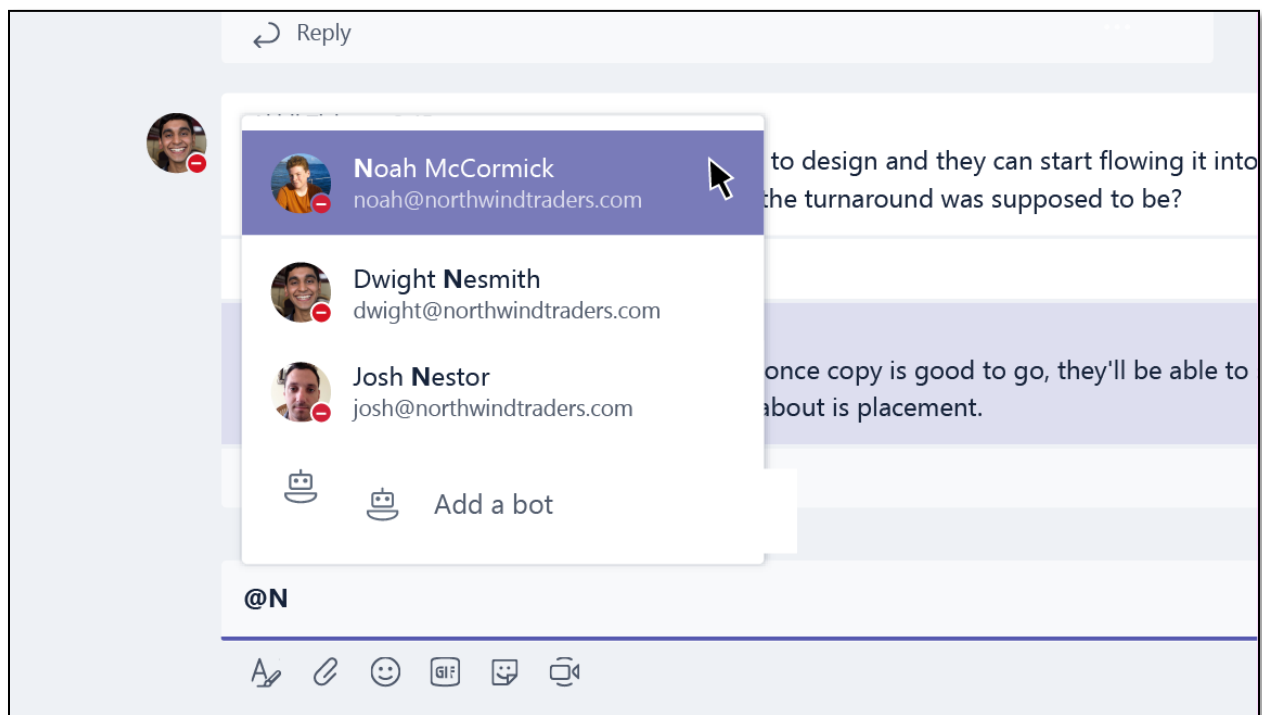 Reply
Noah McCormick
noah@northwindtraders.com
to design and they can start flowing it into
the turnaround was supposed to be?
Dwight Nesmith
dwight@northwindtraders.com
Josh Nestor
josh@northwindtraders.com
once copy is good to go, they'll be able to
about is placement.
Add a bot
@N
GIF